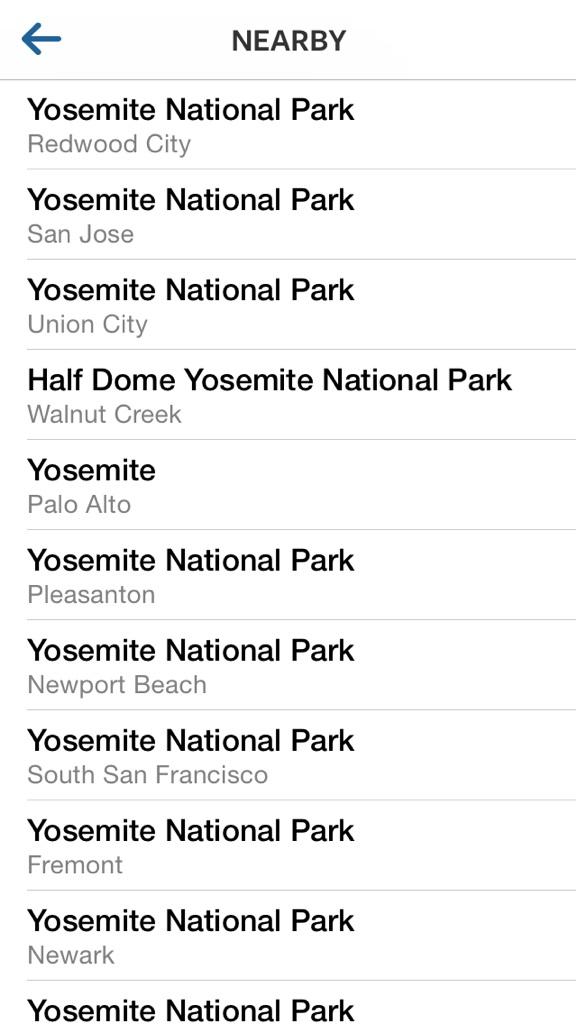 NEARBY
Yosemite National Park
Redwood City
Yosemite National Park
San Jose
Yosemite National Park
Union City
Half Dome Yosemite National Park
Walnut Creek
Yosemite
Palo Alto
Yosemite National Park
Pleasanton
Yosemite National Park
Newport Beach
Yosemite National Park
South San Francisco
Yosemite National Park
Fremont
Yosemite National Park
Newark
Yosemite National Park